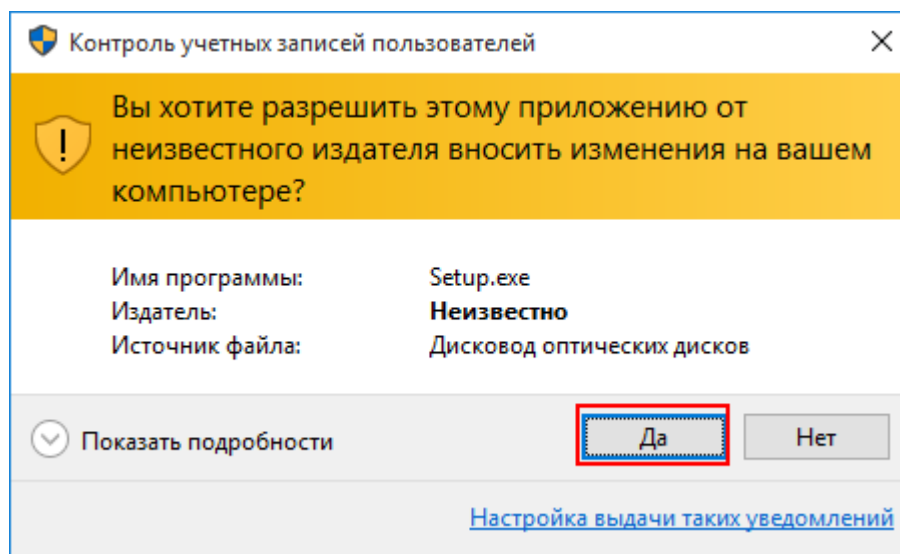 Контроль учетных записей пользователей
Вы хотите разрешить этому приложению от
неизвестного издателя вносить изменения на вашем
компьютере?
Имя программы: Setup.exe
Издатель: Неизвестно
Источник файла: Дисковод оптических дисков
Показать подробности Да Нет
Настройка выдачи таких уведомлений